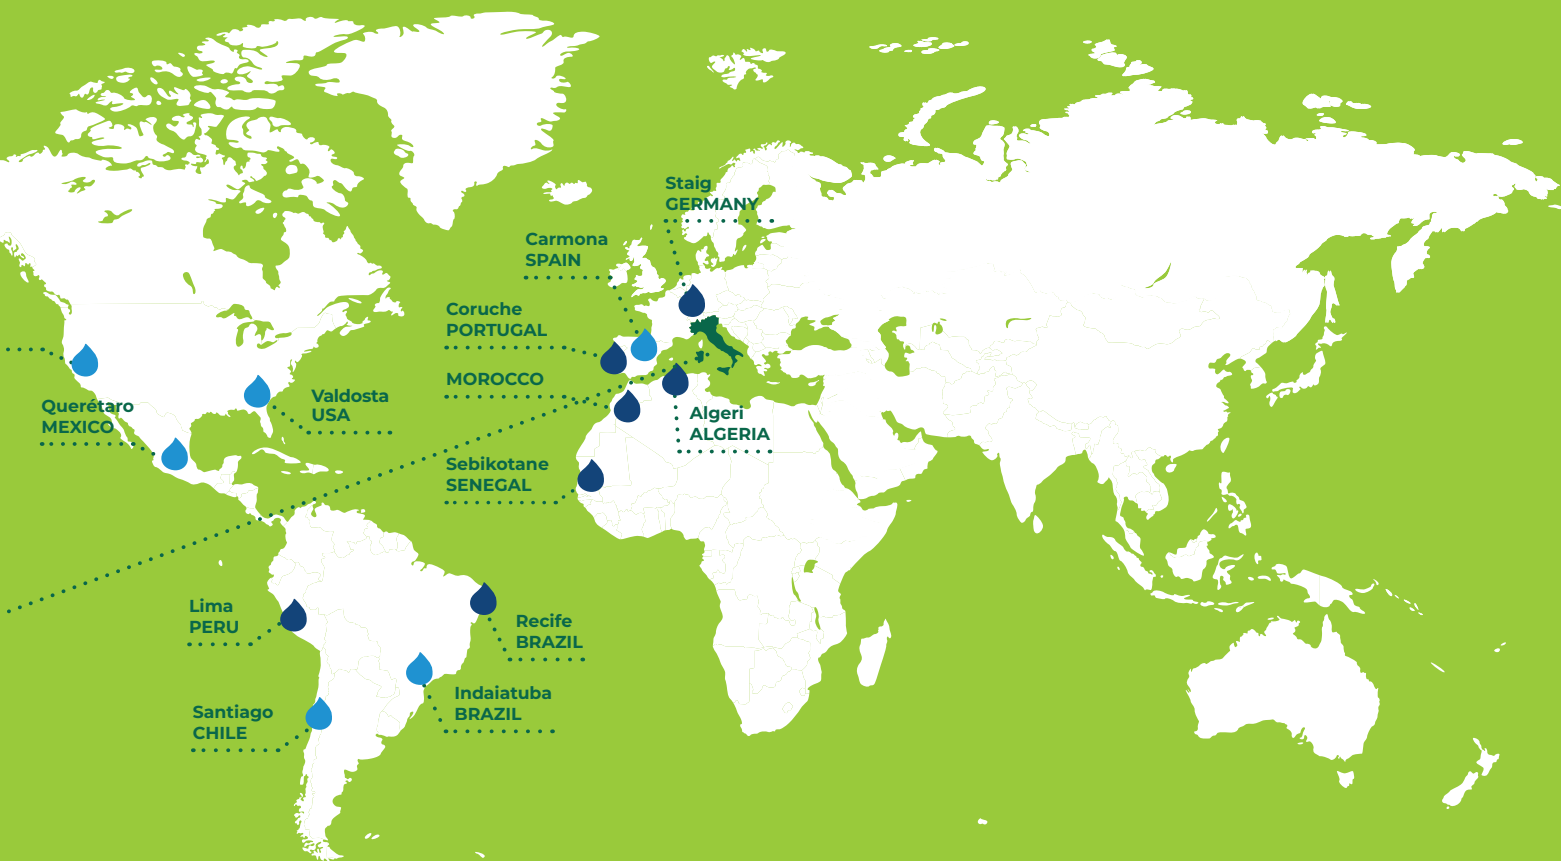 Staig
GERMANY
Carmona
SPAIN
Coruche
PORTUGAL
MOROCCO
Valdosta
USA
Querétaro
MEXICO
Algeri
ALGERIA
Sebikotane
SENEGAL
Lima
PERU
Recife
BRAZIL
Indaiatuba
BRAZIL
Santiago
CHILE